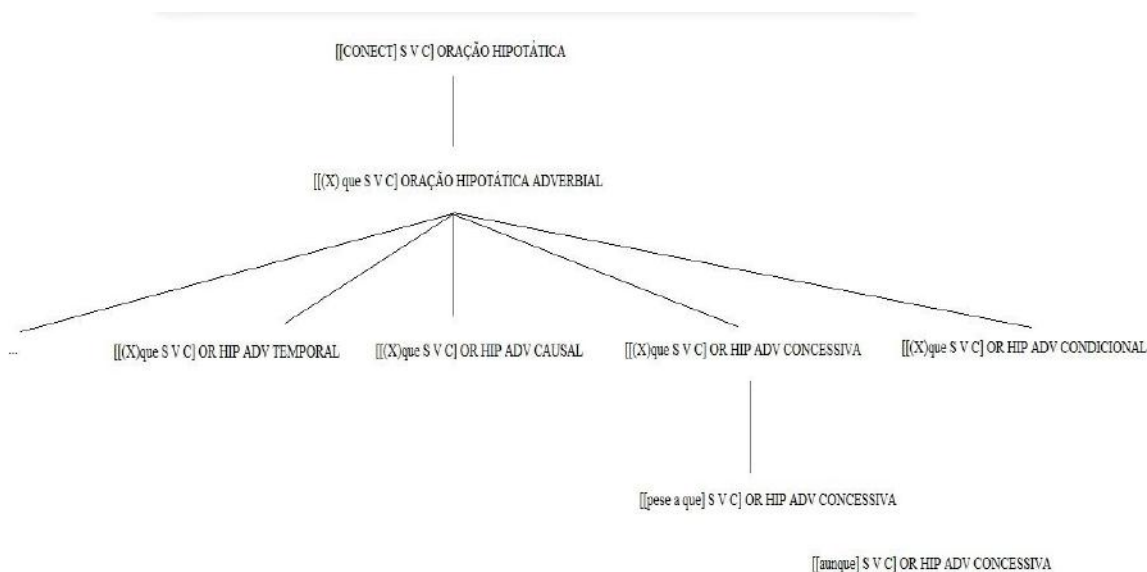 [[CONECT] S V C] ORAÇÃO HIPOTÁTICA
[[(X) que S V C] ORAÇÃO HIPOTÁTICA ADVERBIAL
...
[[(X)que S V C] OR HIP ADV TEMPORAL
[[(X)que S V C] OR HIP ADV CAUSAL
[[(X)que S V C] OR HIP ADV CONCESSIVA
[[(X)que S V C] OR HIP ADV CONDICIONAL
[[pese a que] S V C] OR HIP ADV CONCESSIVA
[[aunque] S V C] OR HIP ADV CONCESSIVA